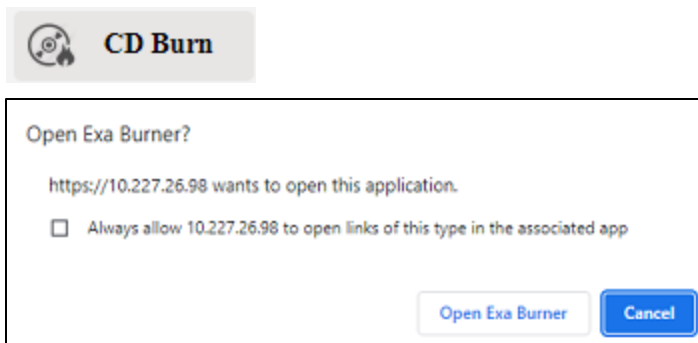 CD Burn
Open Exa Burner?
https://10.227.26.98 wants to open this application.
Always allow 10.227.26.98 to open links of this type in the associated app
Open Exa Burner Cancel